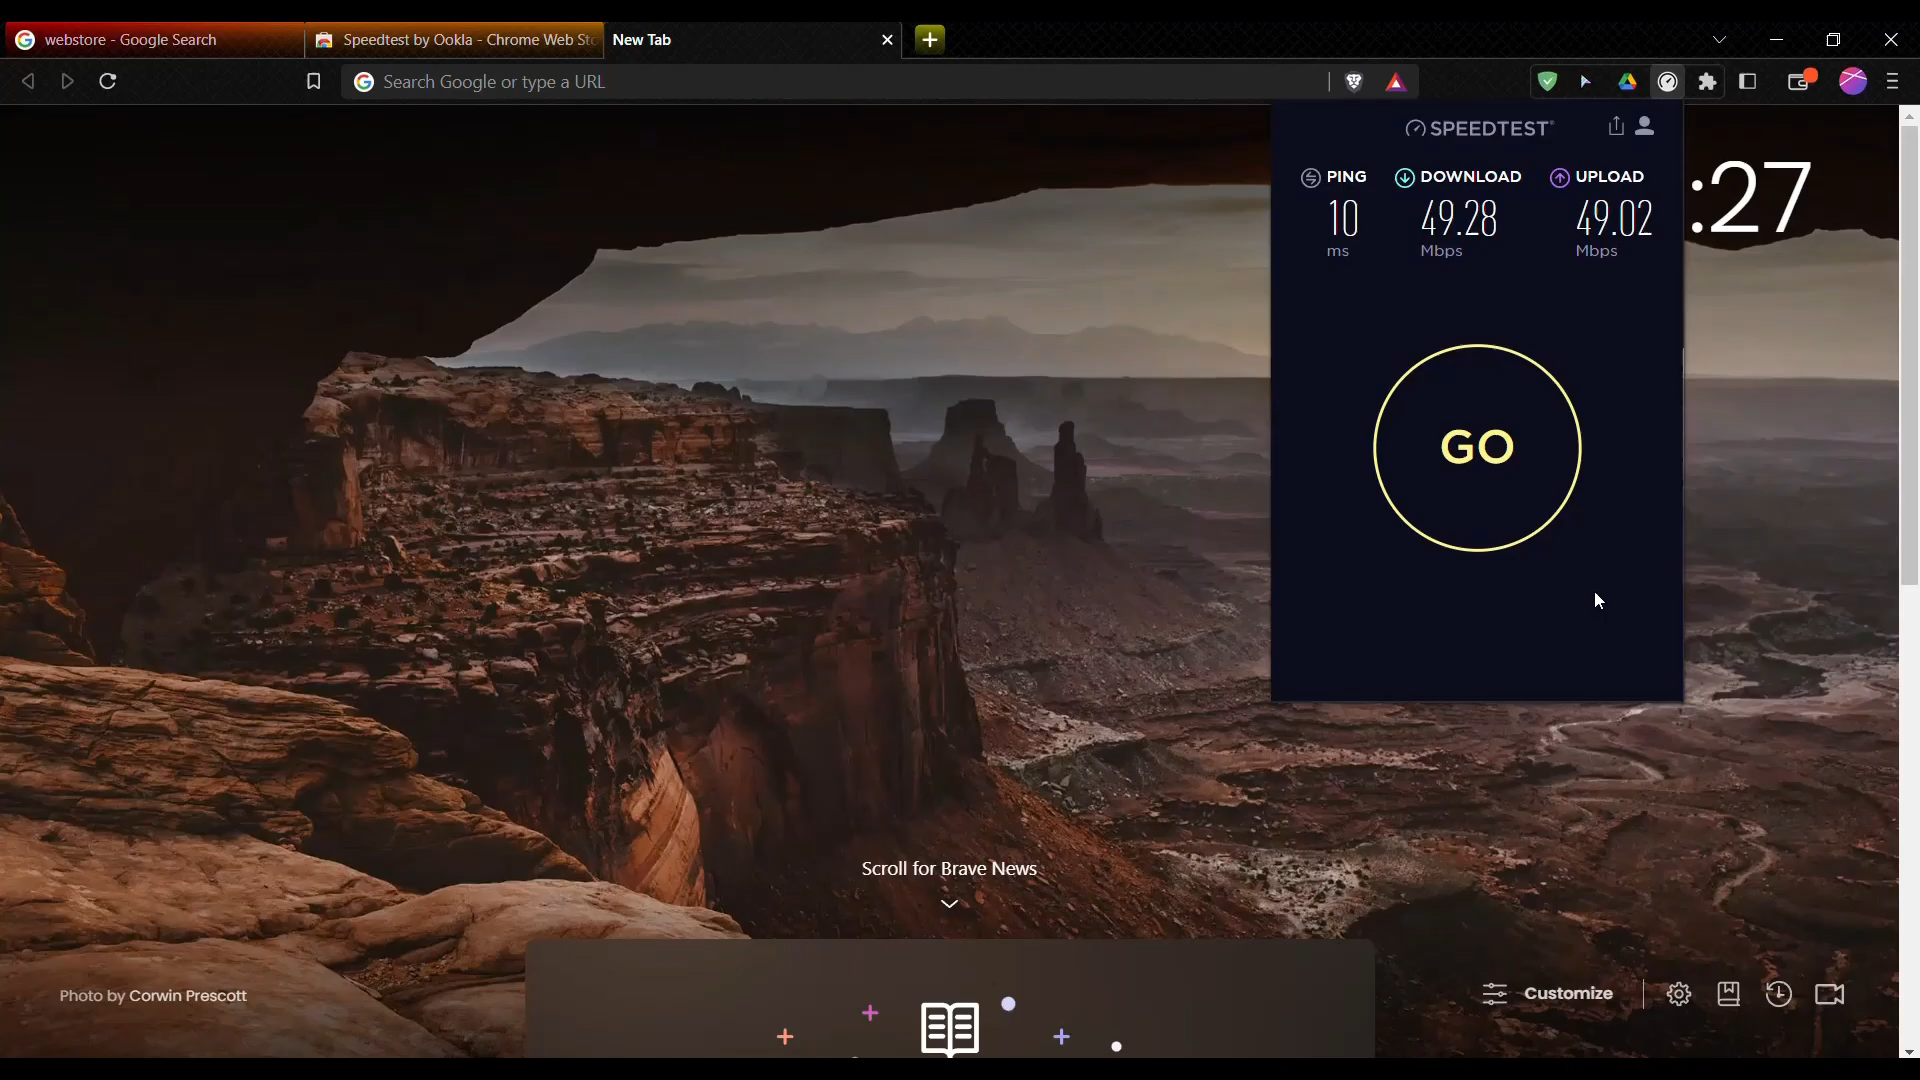 webstore - Google Search
Speedtest by Ookla - Chrome Web Sto
New Tab
Search Google or type a URL
SPEEDTEST®
PING
DOWNLOAD
UPLOAD
10
49.28
49.02
ms
Mbps
Mbps
:27
GO
Scroll for Brave News
Photo by Corwin Prescott
Customize